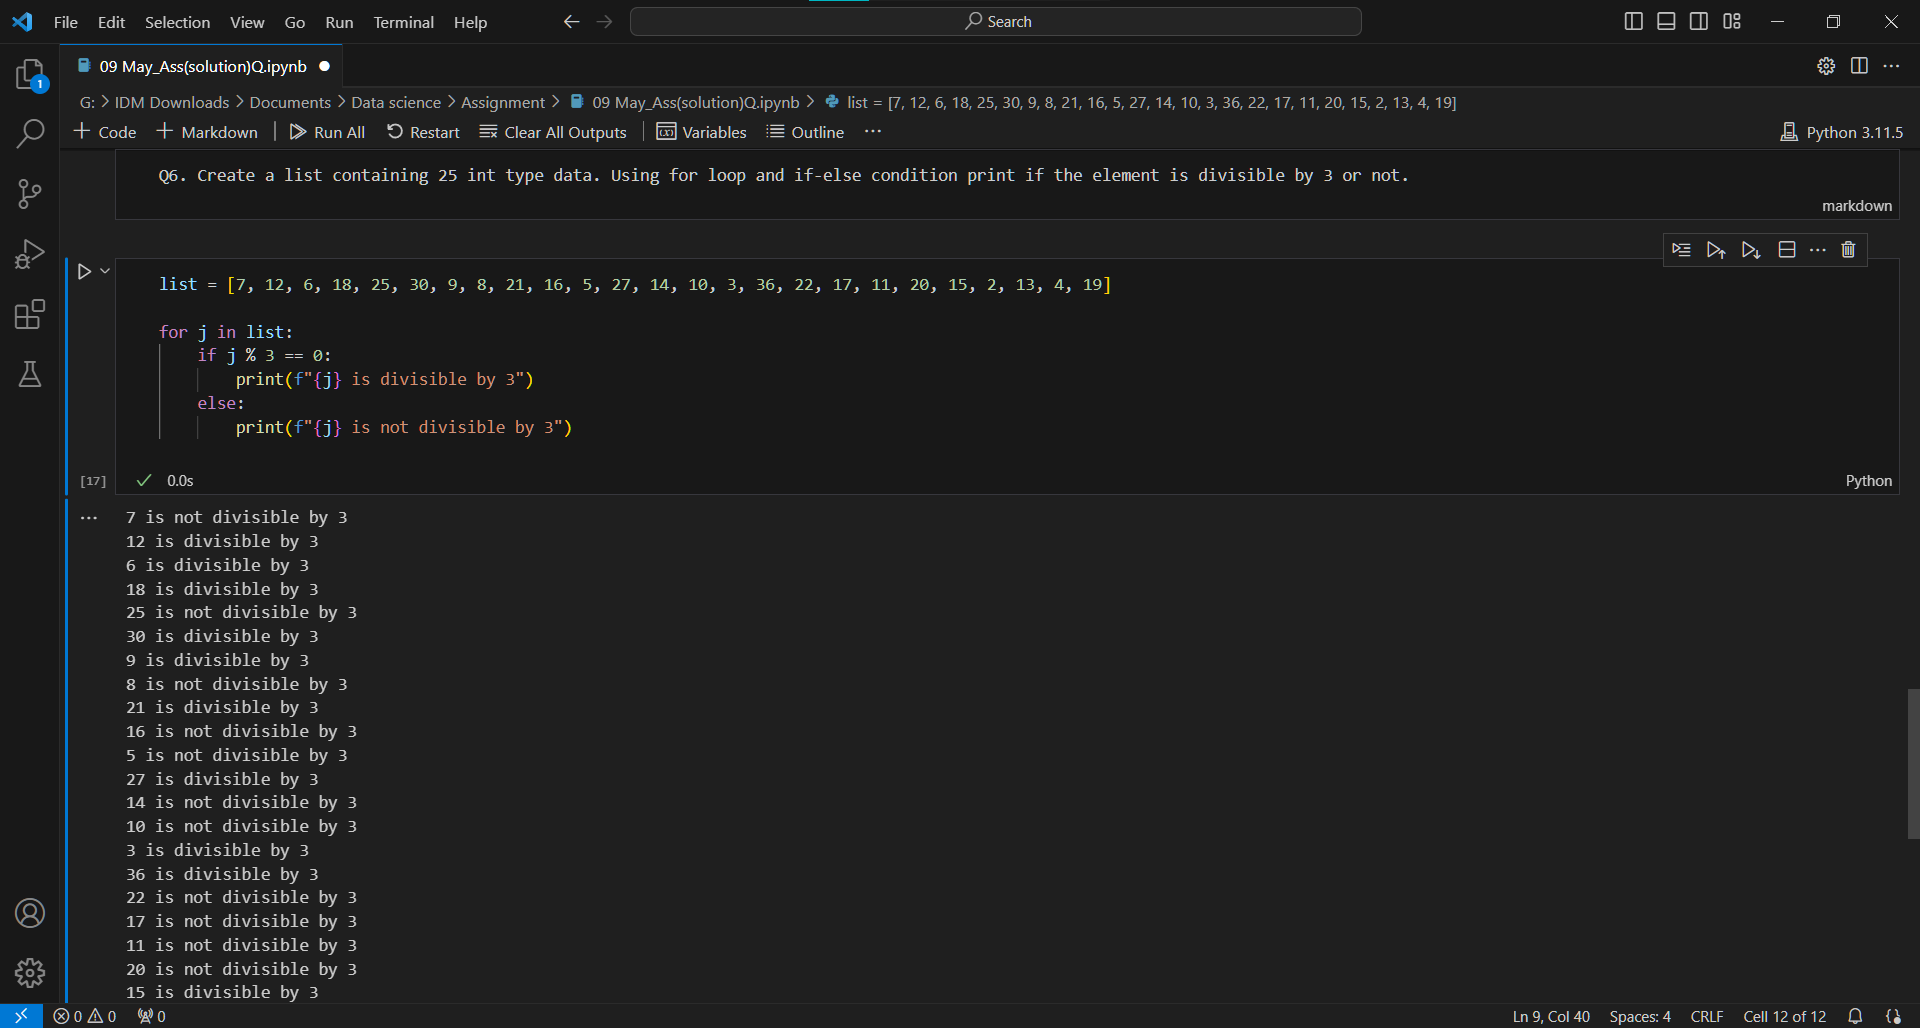 File Edit Selection View Go Run Terminal Help Search
09 May_Ass(solution)Q.ipynb
1
G: > IDM Downloads > Documents > Data science > Assignment > 09 May_Ass(solution)Q.ipynb > list = [7, 12, 6, 18, 25, 30, 9, 8, 21, 16, 5, 27, 14, 10, 3, 36, 22, 17, 11, 20, 15, 2, 13, 4, 19]
+ Code + Markdown | Run All Restart Clear All Outputs | Variables Outline ... Python 3.11.5
Q6. Create a list containing 25 int type data. Using for loop and if-else condition print if the element is divisible by 3 or not.
markdown
list = [7, 12, 6, 18, 25, 30, 9, 8, 21, 16, 5, 27, 14, 10, 3, 36, 22, 17, 11, 20, 15, 2, 13, 4, 19]
for j in list:
    if j % 3 == 0:
        print(f"{j} is divisible by 3")
    else:
        print(f"{j} is not divisible by 3")
[17] 0.0s Python
7 is not divisible by 3
12 is divisible by 3
6 is divisible by 3
18 is divisible by 3
25 is not divisible by 3
30 is divisible by 3
9 is divisible by 3
8 is not divisible by 3
21 is divisible by 3
16 is not divisible by 3
5 is not divisible by 3
27 is divisible by 3
14 is not divisible by 3
10 is not divisible by 3
3 is divisible by 3
36 is divisible by 3
22 is not divisible by 3
17 is not divisible by 3
11 is not divisible by 3
20 is not divisible by 3
15 is divisible by 3
0 0 0 Ln 9, Col 40 Spaces: 4 CRLF Cell 12 of 12